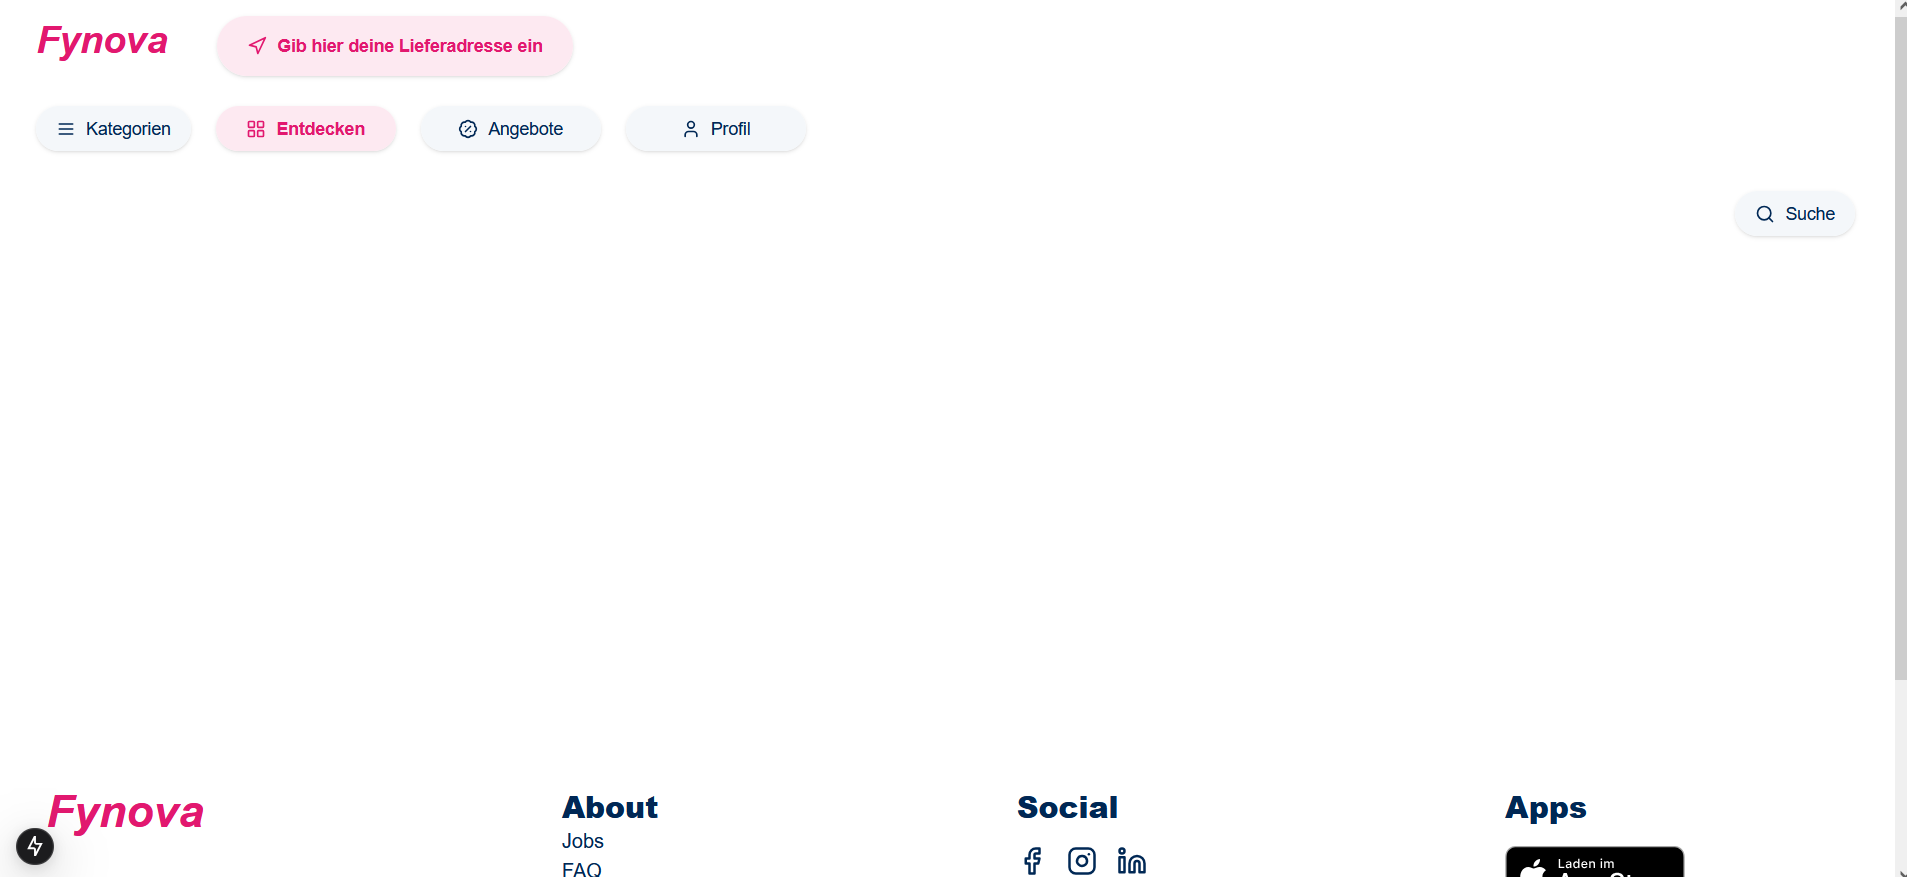 Fynova
Gib hier deine Lieferadresse ein
Kategorien
Entdecken
Angebote
Profil
Suche
Fynova
About
Jobs
FAQ
Social
Apps
Laden im